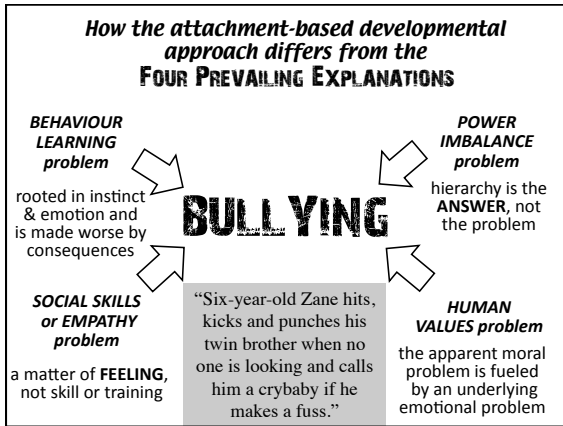 How the attachment-based developmental
approach differs from the
FOUR PREVAILING EXPLANATIONS
BEHAVIOUR
LEARNING
problem
rooted in instinct
& emotion and
is made worse by
consequences
POWER
IMBALANCE
problem
hierarchy is the
ANSWER, not
the problem
BULLYING
SOCIAL SKILLS
or EMPATHY
problem
a matter of FEELING,
not skill or training
“Six-year-old Zane hits,
kicks and punches his
twin brother when no
one is looking and calls
him a crybaby if he
makes a fuss.”
HUMAN
VALUES problem
the apparent moral
problem is fueled
by an underlying
emotional problem